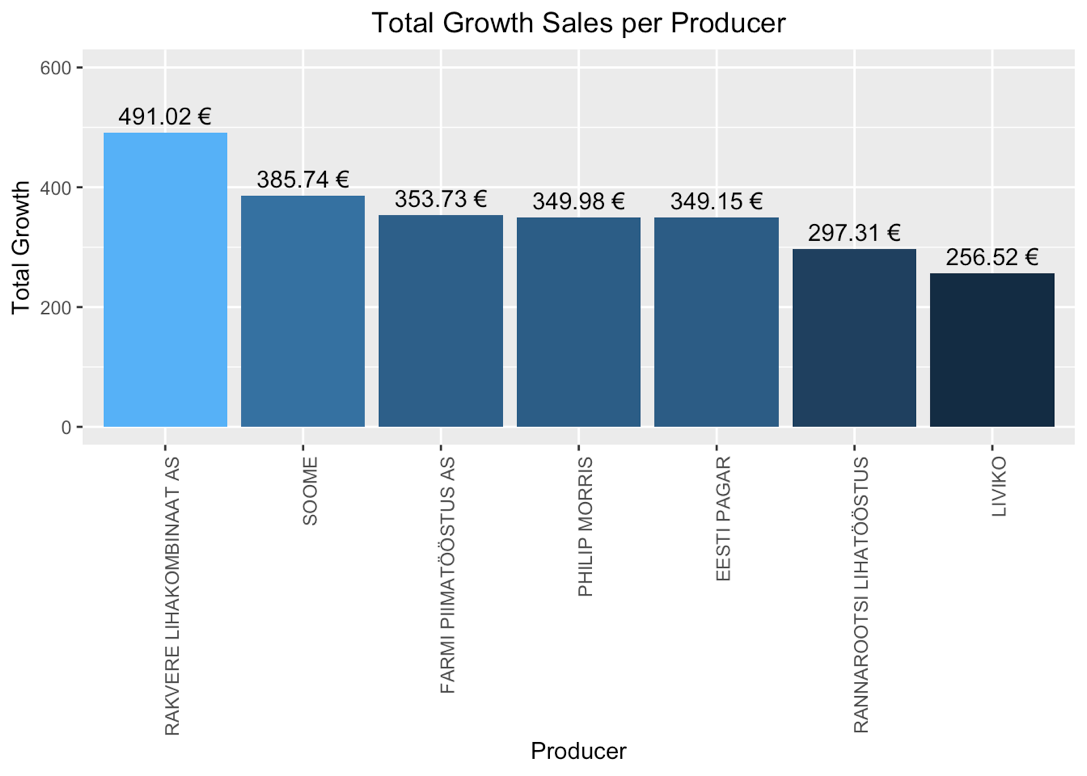 Total Growth Sales per Producer
Total Growth
600
400
200
0
491.02 €
385.74 €
353.73 €
349.98 €
349.15 €
297.31 €
256.52 €
RAKVERE LIHAKOMBINAAT AS
SOOME
FARMI PIIMATÖÖSTUS AS
PHILIP MORRIS
EESTI PAGAR
RANNAROOTSI LIHATÖÖSTUS
LIVIKO
Producer